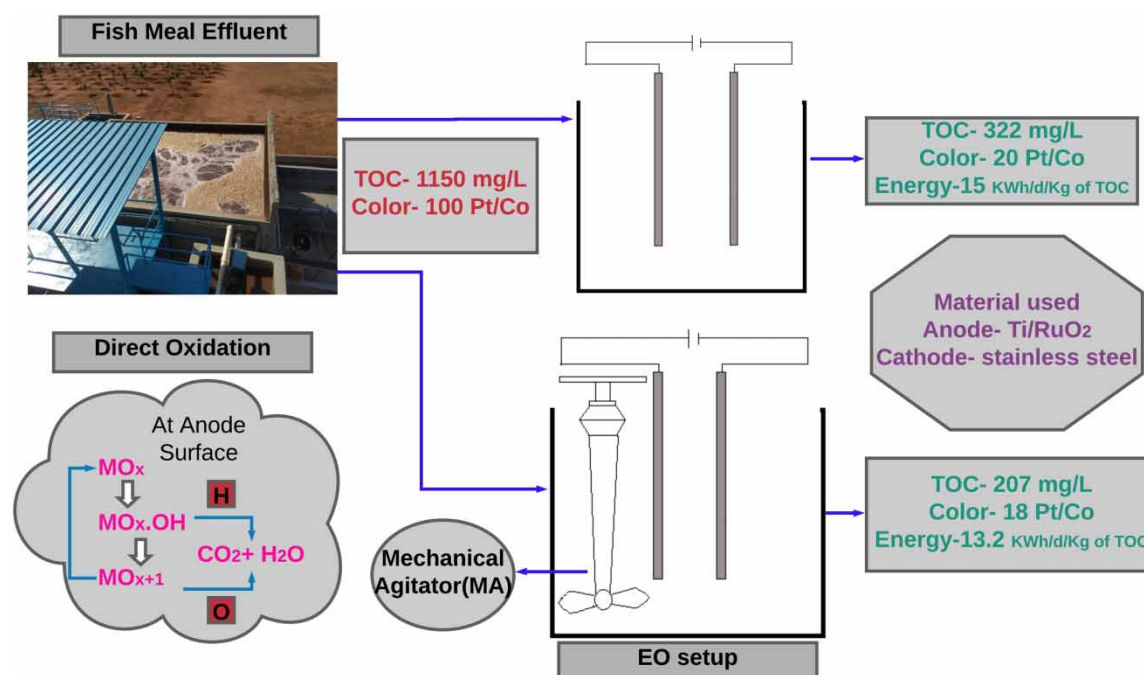 Fish Meal Effluent
TOC- 1150 mg/L
Color- 100 Pt/Co
TOC- 322 mg/L
Color- 20 Pt/Co
Energy-15 KWh/d/Kg of TOC
Material used
Anode- Ti/RuO2
Cathode- stainless steel
Direct Oxidation
At Anode
Surface
MOx
H
MOx.OH
CO2+ H2O
MOx+1
O
Mechanical
Agitator(MA)
TOC- 207 mg/L
Color- 18 Pt/Co
Energy-13.2 KWh/d/Kg of TOC
EO setup